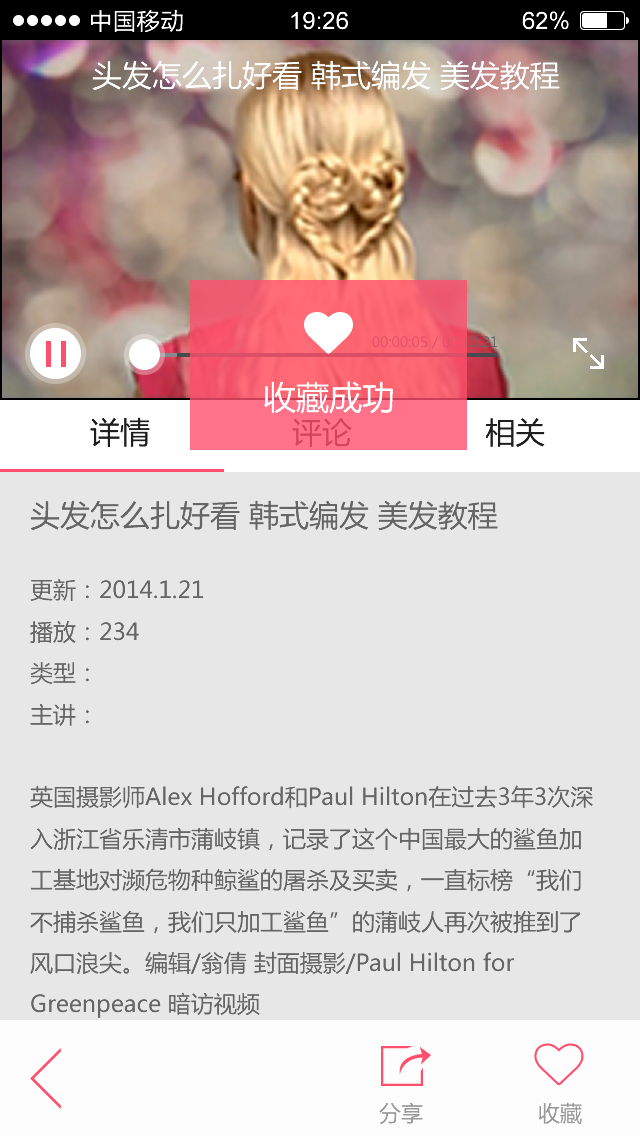 中国移动 19:26 62%
头发怎么扎好看 韩式编发 美发教程
00:00:05 /
收藏成功
详情 评论 相关
头发怎么扎好看 韩式编发 美发教程
更新：2014.1.21
播放：234
类型：
主讲：
英国摄影师Alex Hofford和Paul Hilton在过去3年3次深
入浙江省乐清市蒲岐镇，记录了这个中国最大的鲨鱼加
工基地对濒危物种鲸鲨的屠杀及买卖，一直标榜“我们
不捕杀鲨鱼，我们只加工鲨鱼”的蒲岐人再次被推到了
风口浪尖。编辑/翁倩 封面摄影/Paul Hilton for
Greenpeace 暗访视频
分享 收藏